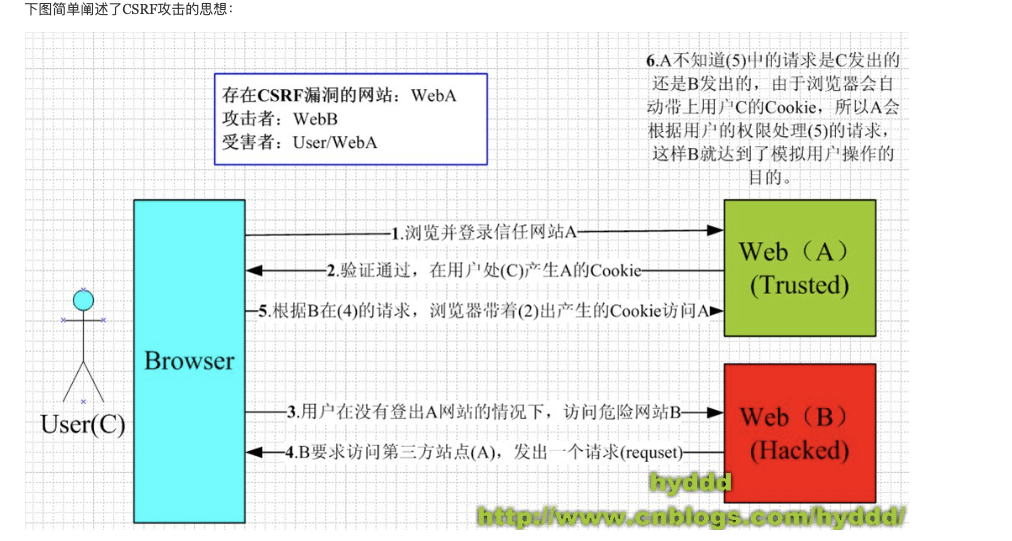 下图简单阐述了CSRF攻击的思想：
存在CSRF漏洞的网站：WebA
攻击者：WebB
受害者：User/WebA
6.A不知道(5)中的请求是C发出的
还是B发出的，由于浏览器会自
动带上用户C的Cookie，所以A会
根据用户的权限处理(5)的请求，
这样B就达到了模拟用户操作的
目的。
1.浏览并登录信任网站A
2.验证通过，在用户处(C)产生A的Cookie
5.根据B在(4)的请求，浏览器带着(2)出产生的Cookie访问A
Web（A）
(Trusted)
Browser
User(C)
3.用户在没有登出A网站的情况下，访问危险网站B
4.B要求访问第三方站点(A)，发出一个请求(requset)
Web（B）
(Hacked)
hyddd
http://www.cnblogs.com/hyddd/